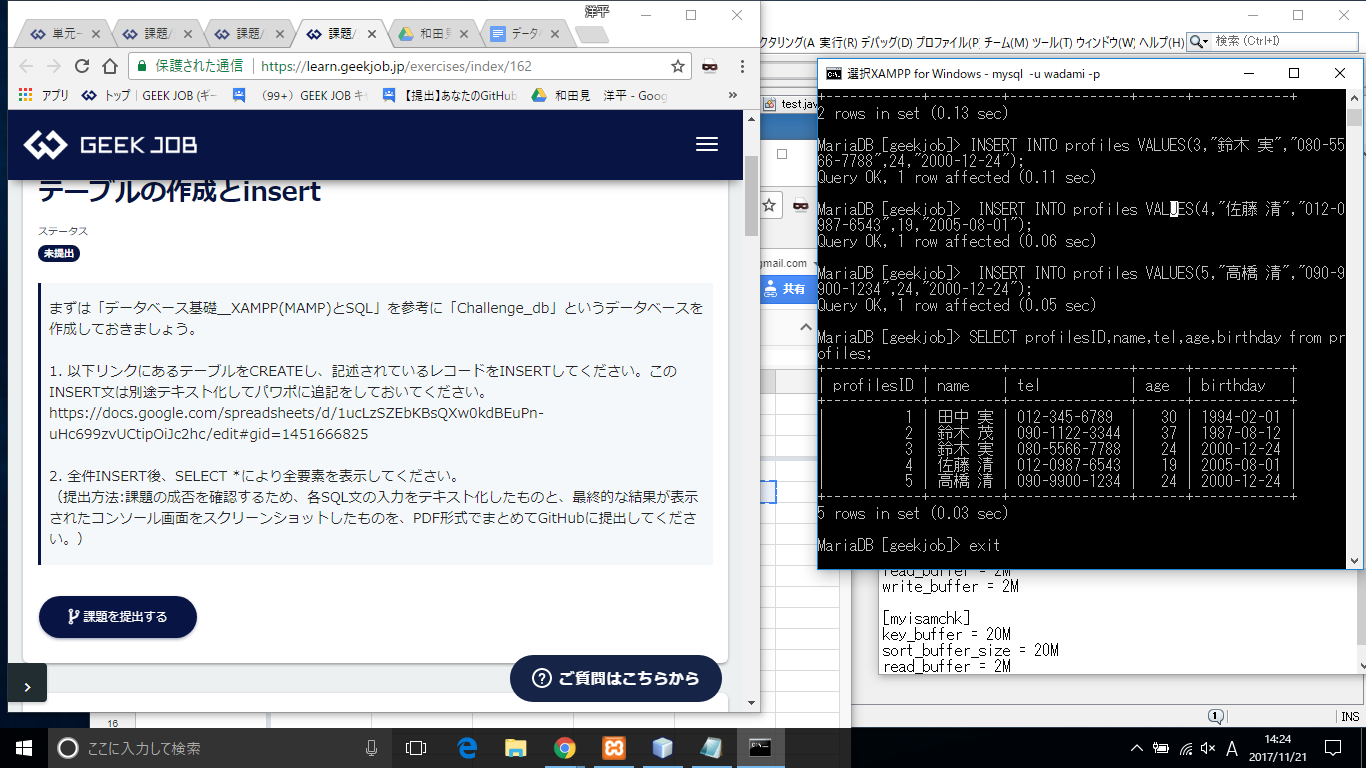 洋平
単元一
課題/
課題/
課題/
和田見
データ/
保護された通信
https://learn.geekjob.jp/exercises/index/162
アプリ
トップ | GEEK JOB (ギー
（99+）GEEK JOB キ
【提出】あなたのGitHub
和田見　洋平 - Goog
»
GEEK JOB
テーブルの作成とinsert
ステータス
未提出
まずは「データベース基礎__XAMPP(MAMP)とSQL」を参考に「Challenge_db」というデータベースを
作成しておきましょう。
1. 以下リンクにあるテーブルをCREATEし、記述されているレコードをINSERTしてください。この
INSERT文は別途テキスト化してパワポに追記をしておいてください。
https://docs.google.com/spreadsheets/d/1ucLzSZEbKBsQXw0kdBEuPn-
uHc699zvUCtipOiJc2hc/edit#gid=1451666825
2. 全件INSERT後、SELECT *により全要素を表示してください。
（提出方法:課題の成否を確認するため、各SQL文の入力をテキスト化したものと、最終的な結果が表示
されたコンソール画面をスクリーンショットしたものを、PDF形式でまとめてGitHubに提出してくださ
い。）
課題を提出する
ご質問はこちらから
16
クタリング(A 実行(R) デバッグ(D) プロファイル(P) チーム(M) ツール(T) ウィンドウ(W) ヘルプ(H)
検索 (Ctrl+I)
test.jav
gmail.com
共有
選択XAMPP for Windows - mysql -u wadami -p
+-----------+-----------+---------------+------+------------+
2 rows in set (0.13 sec)
MariaDB [geekjob]> INSERT INTO profiles VALUES(3,"鈴木 実","080-55
66-7788",24,"2000-12-24");
Query OK, 1 row affected (0.11 sec)
MariaDB [geekjob]>  INSERT INTO profiles VALUES(4,"佐藤 清","012-0
987-6543",19,"2005-08-01");
Query OK, 1 row affected (0.06 sec)
MariaDB [geekjob]>  INSERT INTO profiles VALUES(5,"高橋 清","090-9
900-1234",24,"2000-12-24");
Query OK, 1 row affected (0.05 sec)
MariaDB [geekjob]> SELECT profilesID,name,tel,age,birthday from pr
ofiles;
| profilesID | name | tel | age | birthday |
| 1 | 田中 実 | 012-345-6789 | 30 | 1994-02-01 |
| 2 | 鈴木 茂 | 090-1122-3344 | 37 | 1987-08-12 |
| 3 | 鈴木 実 | 080-5566-7788 | 24 | 2000-12-24 |
| 4 | 佐藤 清 | 012-0987-6543 | 19 | 2005-08-01 |
| 5 | 高橋 清 | 090-9900-1234 | 24 | 2000-12-24 |
5 rows in set (0.03 sec)
MariaDB [geekjob]> exit
read_buffer = 2M
write_buffer = 2M
[myisamchk]
key_buffer = 20M
sort_buffer_size = 20M
read_buffer = 2M
1
INS
ここに入力して検索
A
14:24
2017/11/21